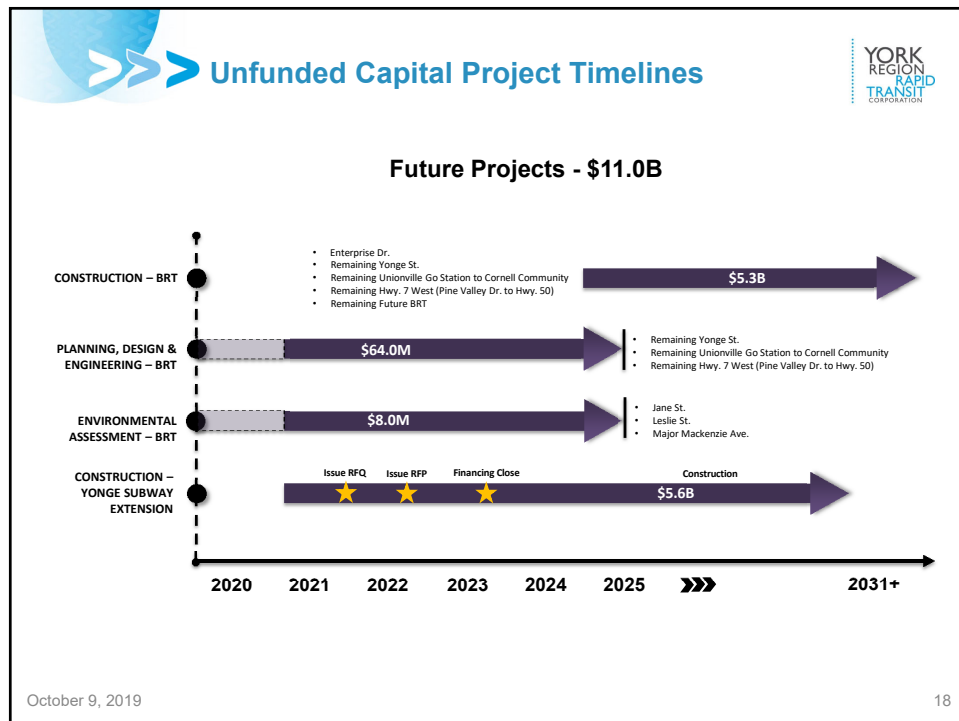 Unfunded Capital Project Timelines
YORK
REGION
RAPID
TRANSIT
CORPORATION
Future Projects - $11.0B
CONSTRUCTION – BRT
• Enterprise Dr.
• Remaining Yonge St.
• Remaining Unionville Go Station to Cornell Community
• Remaining Hwy. 7 West (Pine Valley Dr. to Hwy. 50)
• Remaining Future BRT
$5.3B
PLANNING, DESIGN &
ENGINEERING – BRT
$64.0M
• Remaining Yonge St.
• Remaining Unionville Go Station to Cornell Community
• Remaining Hwy. 7 West (Pine Valley Dr. to Hwy. 50)
ENVIRONMENTAL
ASSESSMENT – BRT
$8.0M
• Jane St.
• Leslie St.
• Major Mackenzie Ave.
CONSTRUCTION –
YONGE SUBWAY
EXTENSION
Issue RFQ Issue RFP Financing Close Construction
$5.6B
2020 2021 2022 2023 2024 2025 2031+
October 9, 2019 18